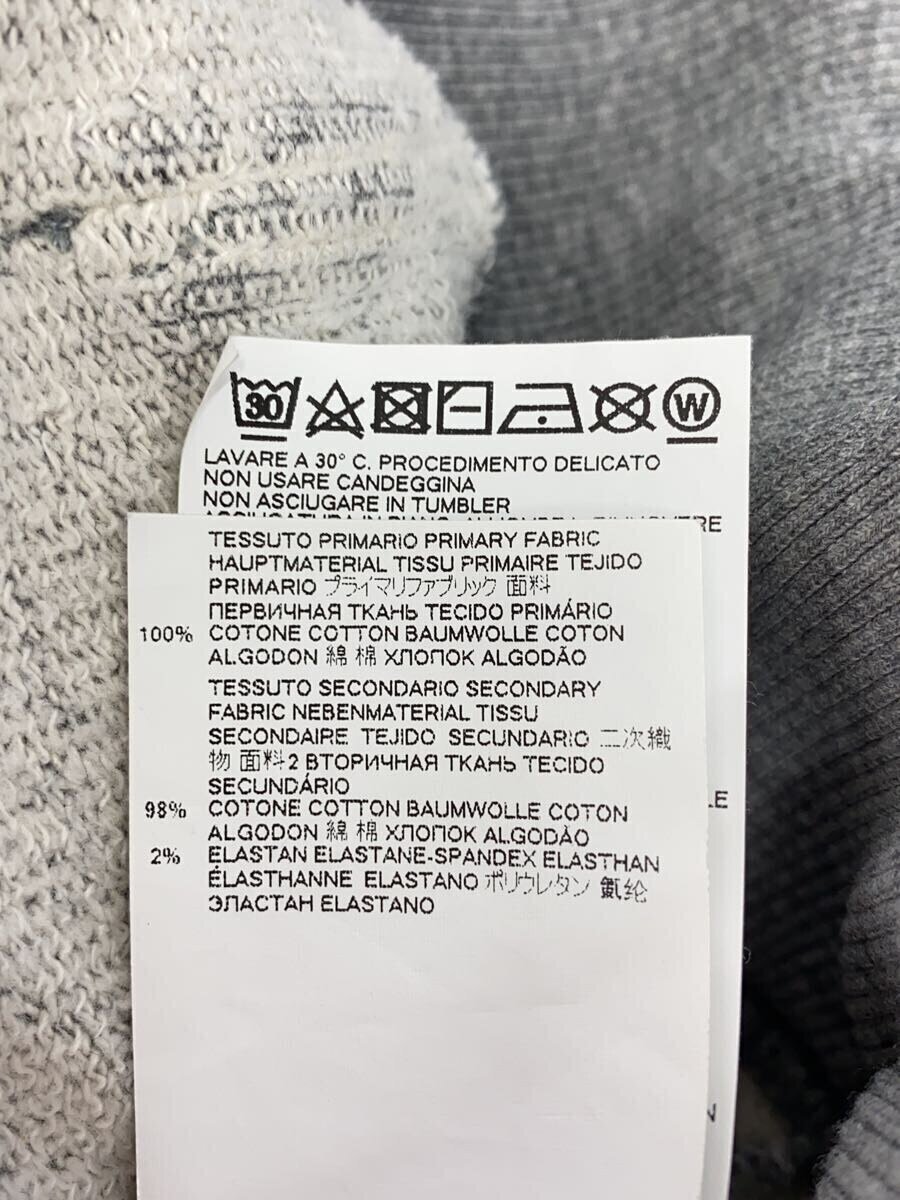 30
W
LAVARE A 30° C. PROCEDIMENTO DELICATO
NON USARE CANDEGGINA
NON ASCIUGARE IN TUMBLER
TESSUTO PRIMARIO PRIMARY FABRIC
HAUPTMATERIAL TISSU PRIMAIRE TEJIDO
PRIMARIO プライマリファブリック 面料
ПЕРВИЧНАЯ ТКАНЬ TECIDO PRIMÁRIO
100% COTONE COTTON BAUMWOLLE COTON
ALGODON 綿 棉 ХЛОПОК ALGODÃO
TESSUTO SECONDARIO SECONDARY
FABRIC NEBENMATERIAL TISSU
SECONDAIRE TEJIDO SECUNDARIO 二次織
物 面料2 ВТОРИЧНАЯ ТКАНЬ TECIDO
SECUNDÁRIO
98% COTONE COTTON BAUMWOLLE COTON
ALGODON 綿 棉 ХЛОПОК ALGODÃO
2% ELASTAN ELASTANE-SPANDEX ELASTHAN
ÉLASTHANNE ELASTANO ポリウレタン 氨纶
ЭЛАСТАН ELASTANO